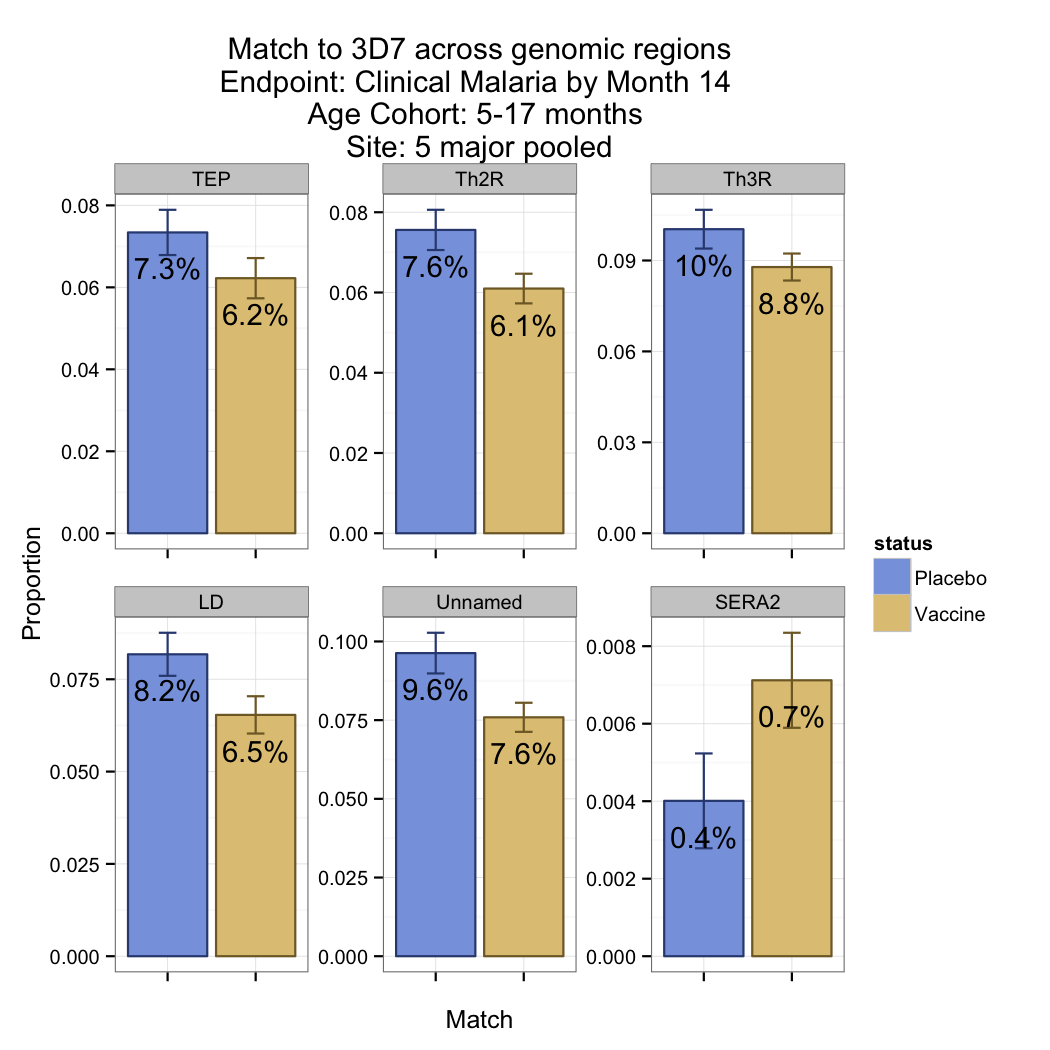 Match to 3D7 across genomic regions
Endpoint: Clinical Malaria by Month 14
Age Cohort: 5-17 months
Site: 5 major pooled
TEP
Th2R
Th3R
0.08
0.06
0.04
0.02
0.00
7.3%
6.2%
0.08
0.06
0.04
0.02
0.00
7.6%
6.1%
0.09
0.06
0.03
0.00
10%
8.8%
Proportion
LD
Unnamed
SERA2
0.075
0.050
0.025
0.000
8.2%
6.5%
0.100
0.075
0.050
0.025
0.000
9.6%
7.6%
0.008
0.006
0.004
0.002
0.000
0.4%
0.7%
Match
status
Placebo
Vaccine